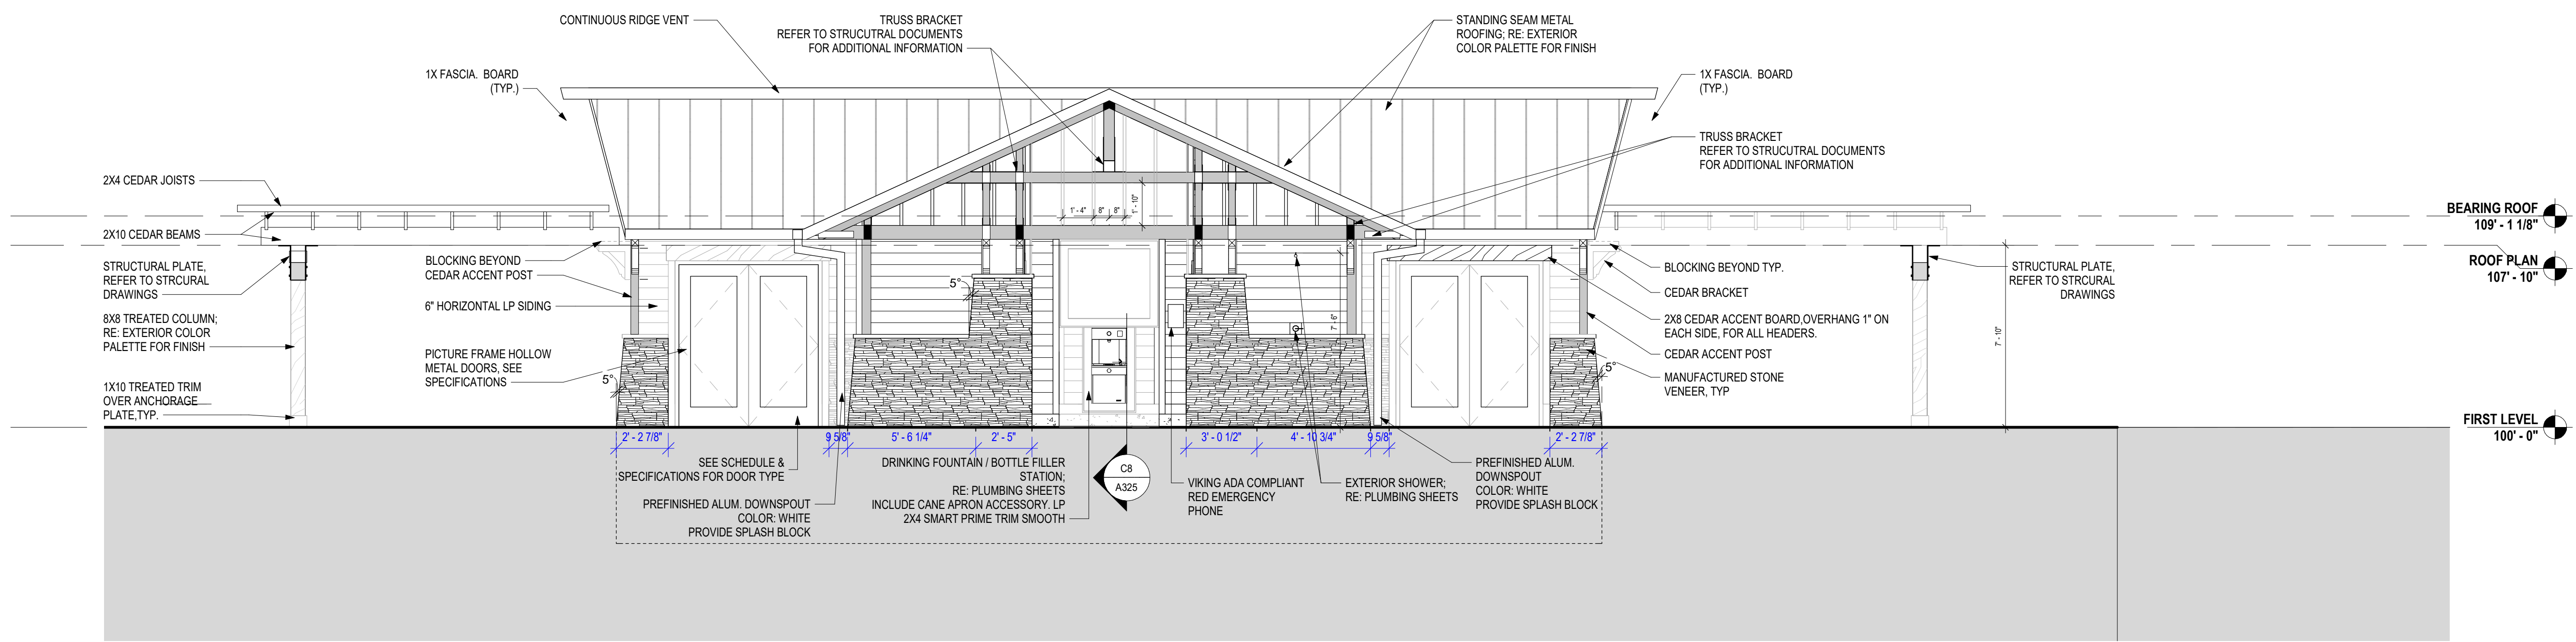 CONTINUOUS RIDGE VENT
TRUSS BRACKET
REFER TO STRUCUTRAL DOCUMENTS
FOR ADDITIONAL INFORMATION
STANDING SEAM METAL
ROOFING; RE: EXTERIOR
COLOR PALETTE FOR FINISH
1X FASCIA.  BOARD
(TYP.)
1X FASCIA.  BOARD
(TYP.)
TRUSS BRACKET
REFER TO STRUCUTRAL DOCUMENTS
FOR ADDITIONAL INFORMATION
2X4 CEDAR JOISTS
2X10 CEDAR BEAMS
STRUCTURAL PLATE,
REFER TO STRCURAL
DRAWINGS
8X8 TREATED COLUMN;
RE: EXTERIOR COLOR
PALETTE FOR FINISH
1X10 TREATED TRIM
OVER ANCHORAGE
PLATE,TYP.
BLOCKING BEYOND
CEDAR ACCENT POST
6" HORIZONTAL LP SIDING
PICTURE FRAME HOLLOW
METAL DOORS, SEE
SPECIFICATIONS
5°
5°
1' - 4"
8"
8"
1' - 10"
7' - 6"
5°
BLOCKING BEYOND TYP.
CEDAR BRACKET
2X8 CEDAR ACCENT BOARD,OVERHANG 1" ON
EACH SIDE, FOR ALL HEADERS.
CEDAR ACCENT POST
MANUFACTURED STONE
VENEER, TYP
STRUCTURAL PLATE,
REFER TO STRCURAL
DRAWINGS
7' - 10"
BEARING ROOF
109' - 1 1/8"
ROOF PLAN
107' - 10"
FIRST LEVEL
100' - 0"
2' - 2 7/8"
9 5/8"
5' - 6 1/4"
2' - 5"
3' - 0 1/2"
4' - 10 3/4"
9 5/8"
2' - 2 7/8"
SEE SCHEDULE &
SPECIFICATIONS FOR DOOR TYPE
PREFINISHED ALUM. DOWNSPOUT
COLOR: WHITE
PROVIDE SPLASH BLOCK
DRINKING FOUNTAIN / BOTTLE FILLER
STATION;
RE: PLUMBING SHEETS
INCLUDE CANE APRON ACCESSORY. LP
2X4 SMART PRIME TRIM SMOOTH
C8
A325
VIKING ADA COMPLIANT
RED EMERGENCY
PHONE
EXTERIOR SHOWER;
RE: PLUMBING SHEETS
PREFINISHED ALUM.
DOWNSPOUT
COLOR: WHITE
PROVIDE SPLASH BLOCK